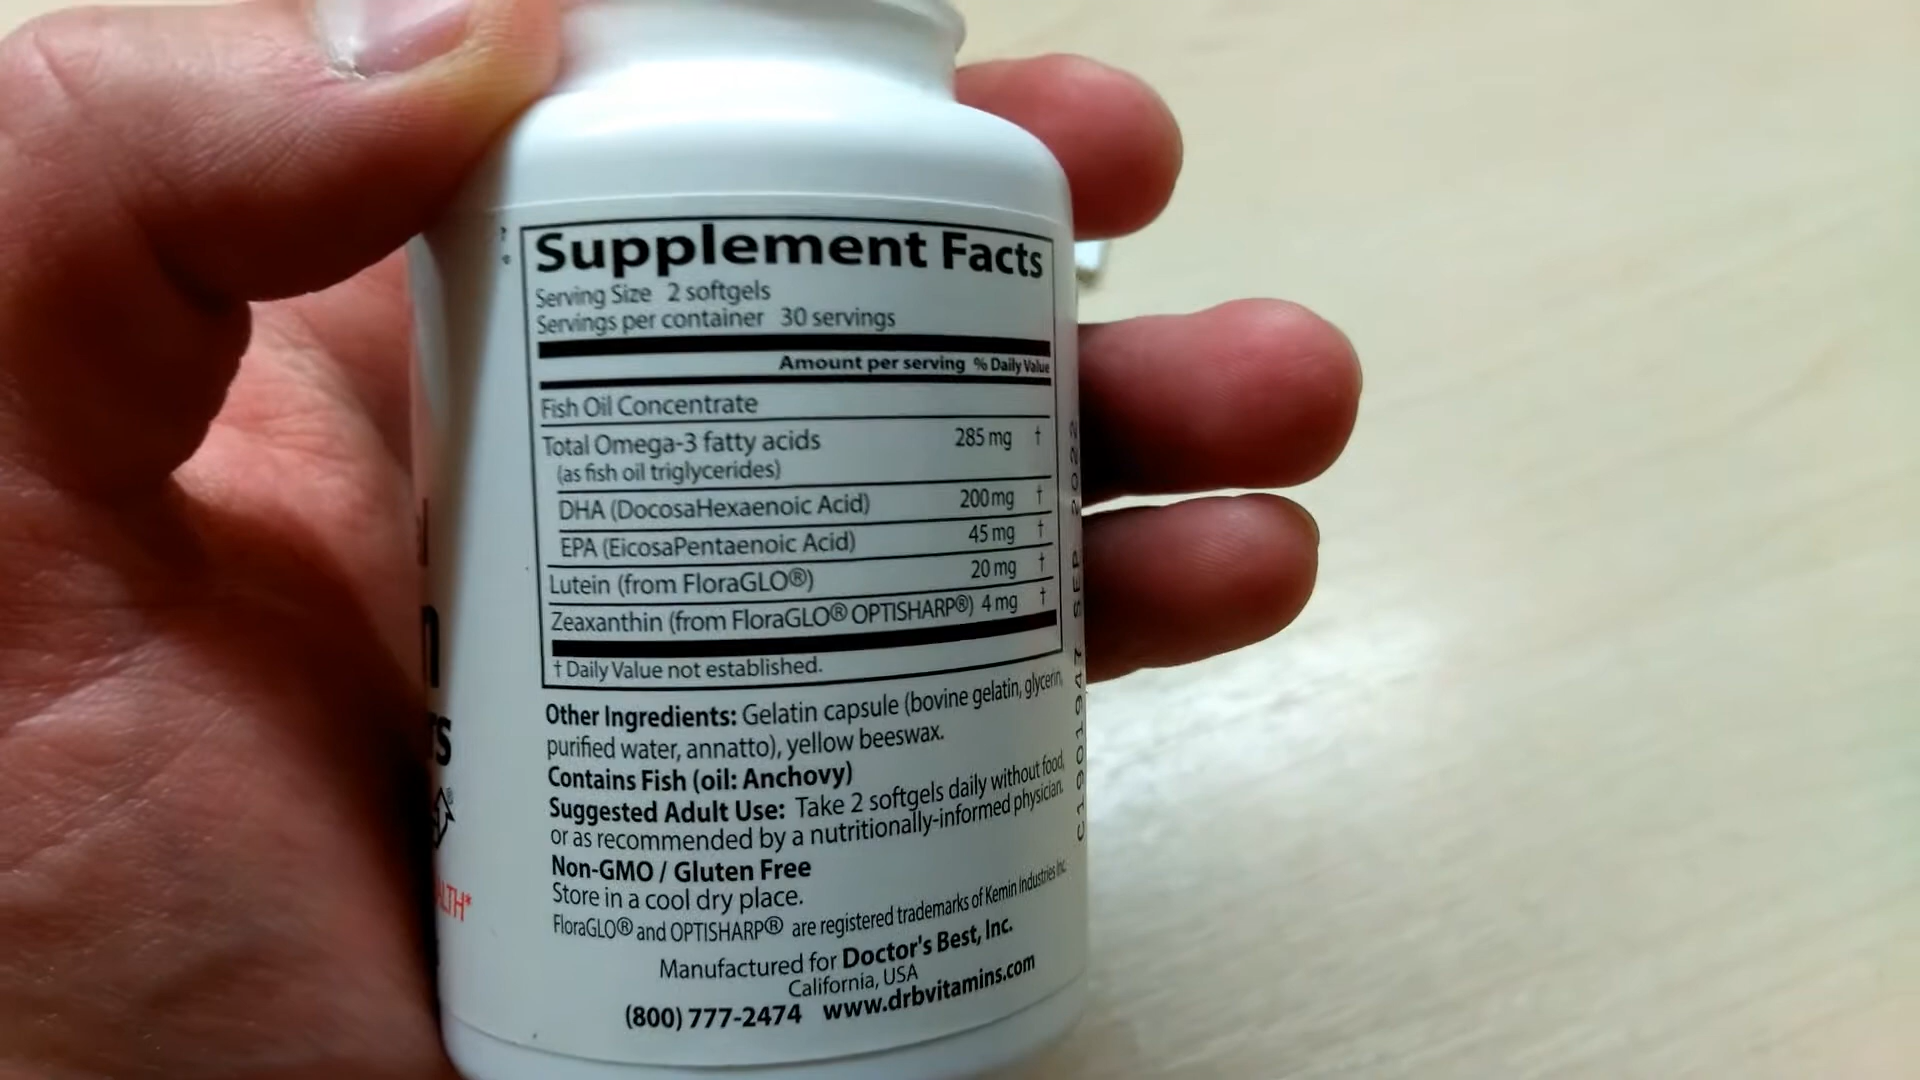 Supplement Facts
Serving Size 2 softgels
Servings per container 30 servings
Amount per serving % Daily Value
Fish Oil Concentrate
Total Omega-3 fatty acids 285 mg †
(as fish oil triglycerides)
DHA (DocosaHexaenoic Acid) 200 mg †
EPA (EicosaPentaenoic Acid) 45 mg †
Lutein (from FloraGLO®) 20 mg †
Zeaxanthin (from FloraGLO® OPTISHARP®) 4 mg †
† Daily Value not established.
Other Ingredients: Gelatin capsule (bovine gelatin, glycerin,
purified water, annatto), yellow beeswax.
Contains Fish (oil: Anchovy)
Suggested Adult Use: Take 2 softgels daily without food,
or as recommended by a nutritionally-informed physician.
Non-GMO / Gluten Free
Store in a cool dry place.
FloraGLO® and OPTISHARP® are registered trademarks of Kemin Industries Inc.
Manufactured for Doctor's Best, Inc.
California, USA
(800) 777-2474 www.drbvitamins.com
C1901947 SEP 2022